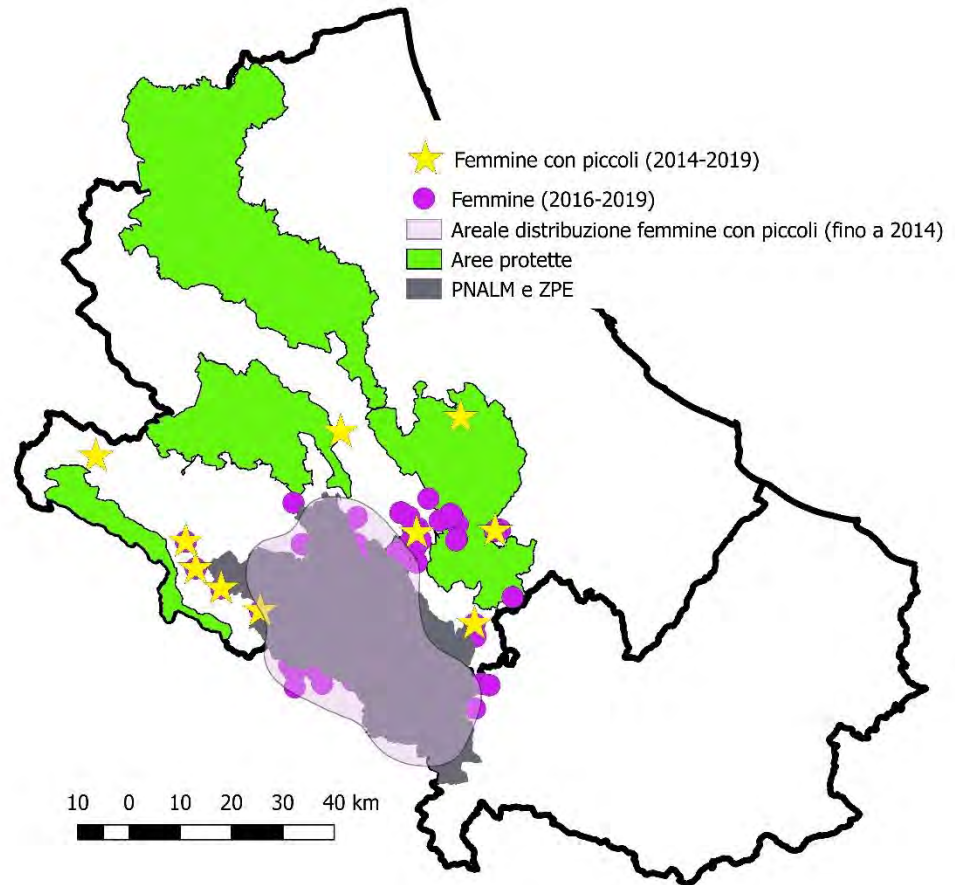 Femmine con piccoli (2014-2019)
Femmine (2016-2019)
Areale distribuzione femmine con piccoli (fino a 2014)
Aree protette
PNALM e ZPE
10 0 10 20 30 40 km